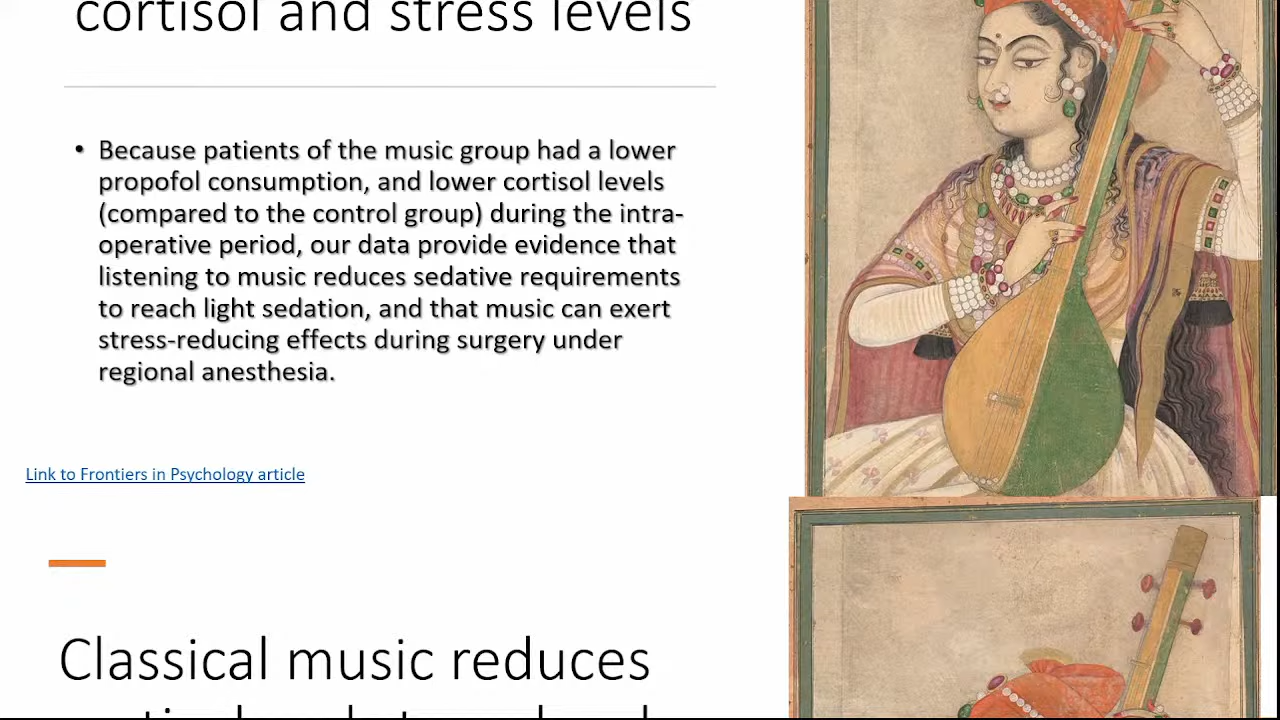 cortisol and stress levels
• Because patients of the music group had a lower
propofol consumption, and lower cortisol levels
(compared to the control group) during the intra-
operative period, our data provide evidence that
listening to music reduces sedative requirements
to reach light sedation, and that music can exert
stress-reducing effects during surgery under
regional anesthesia.
Link to Frontiers in Psychology article
Classical music reduces